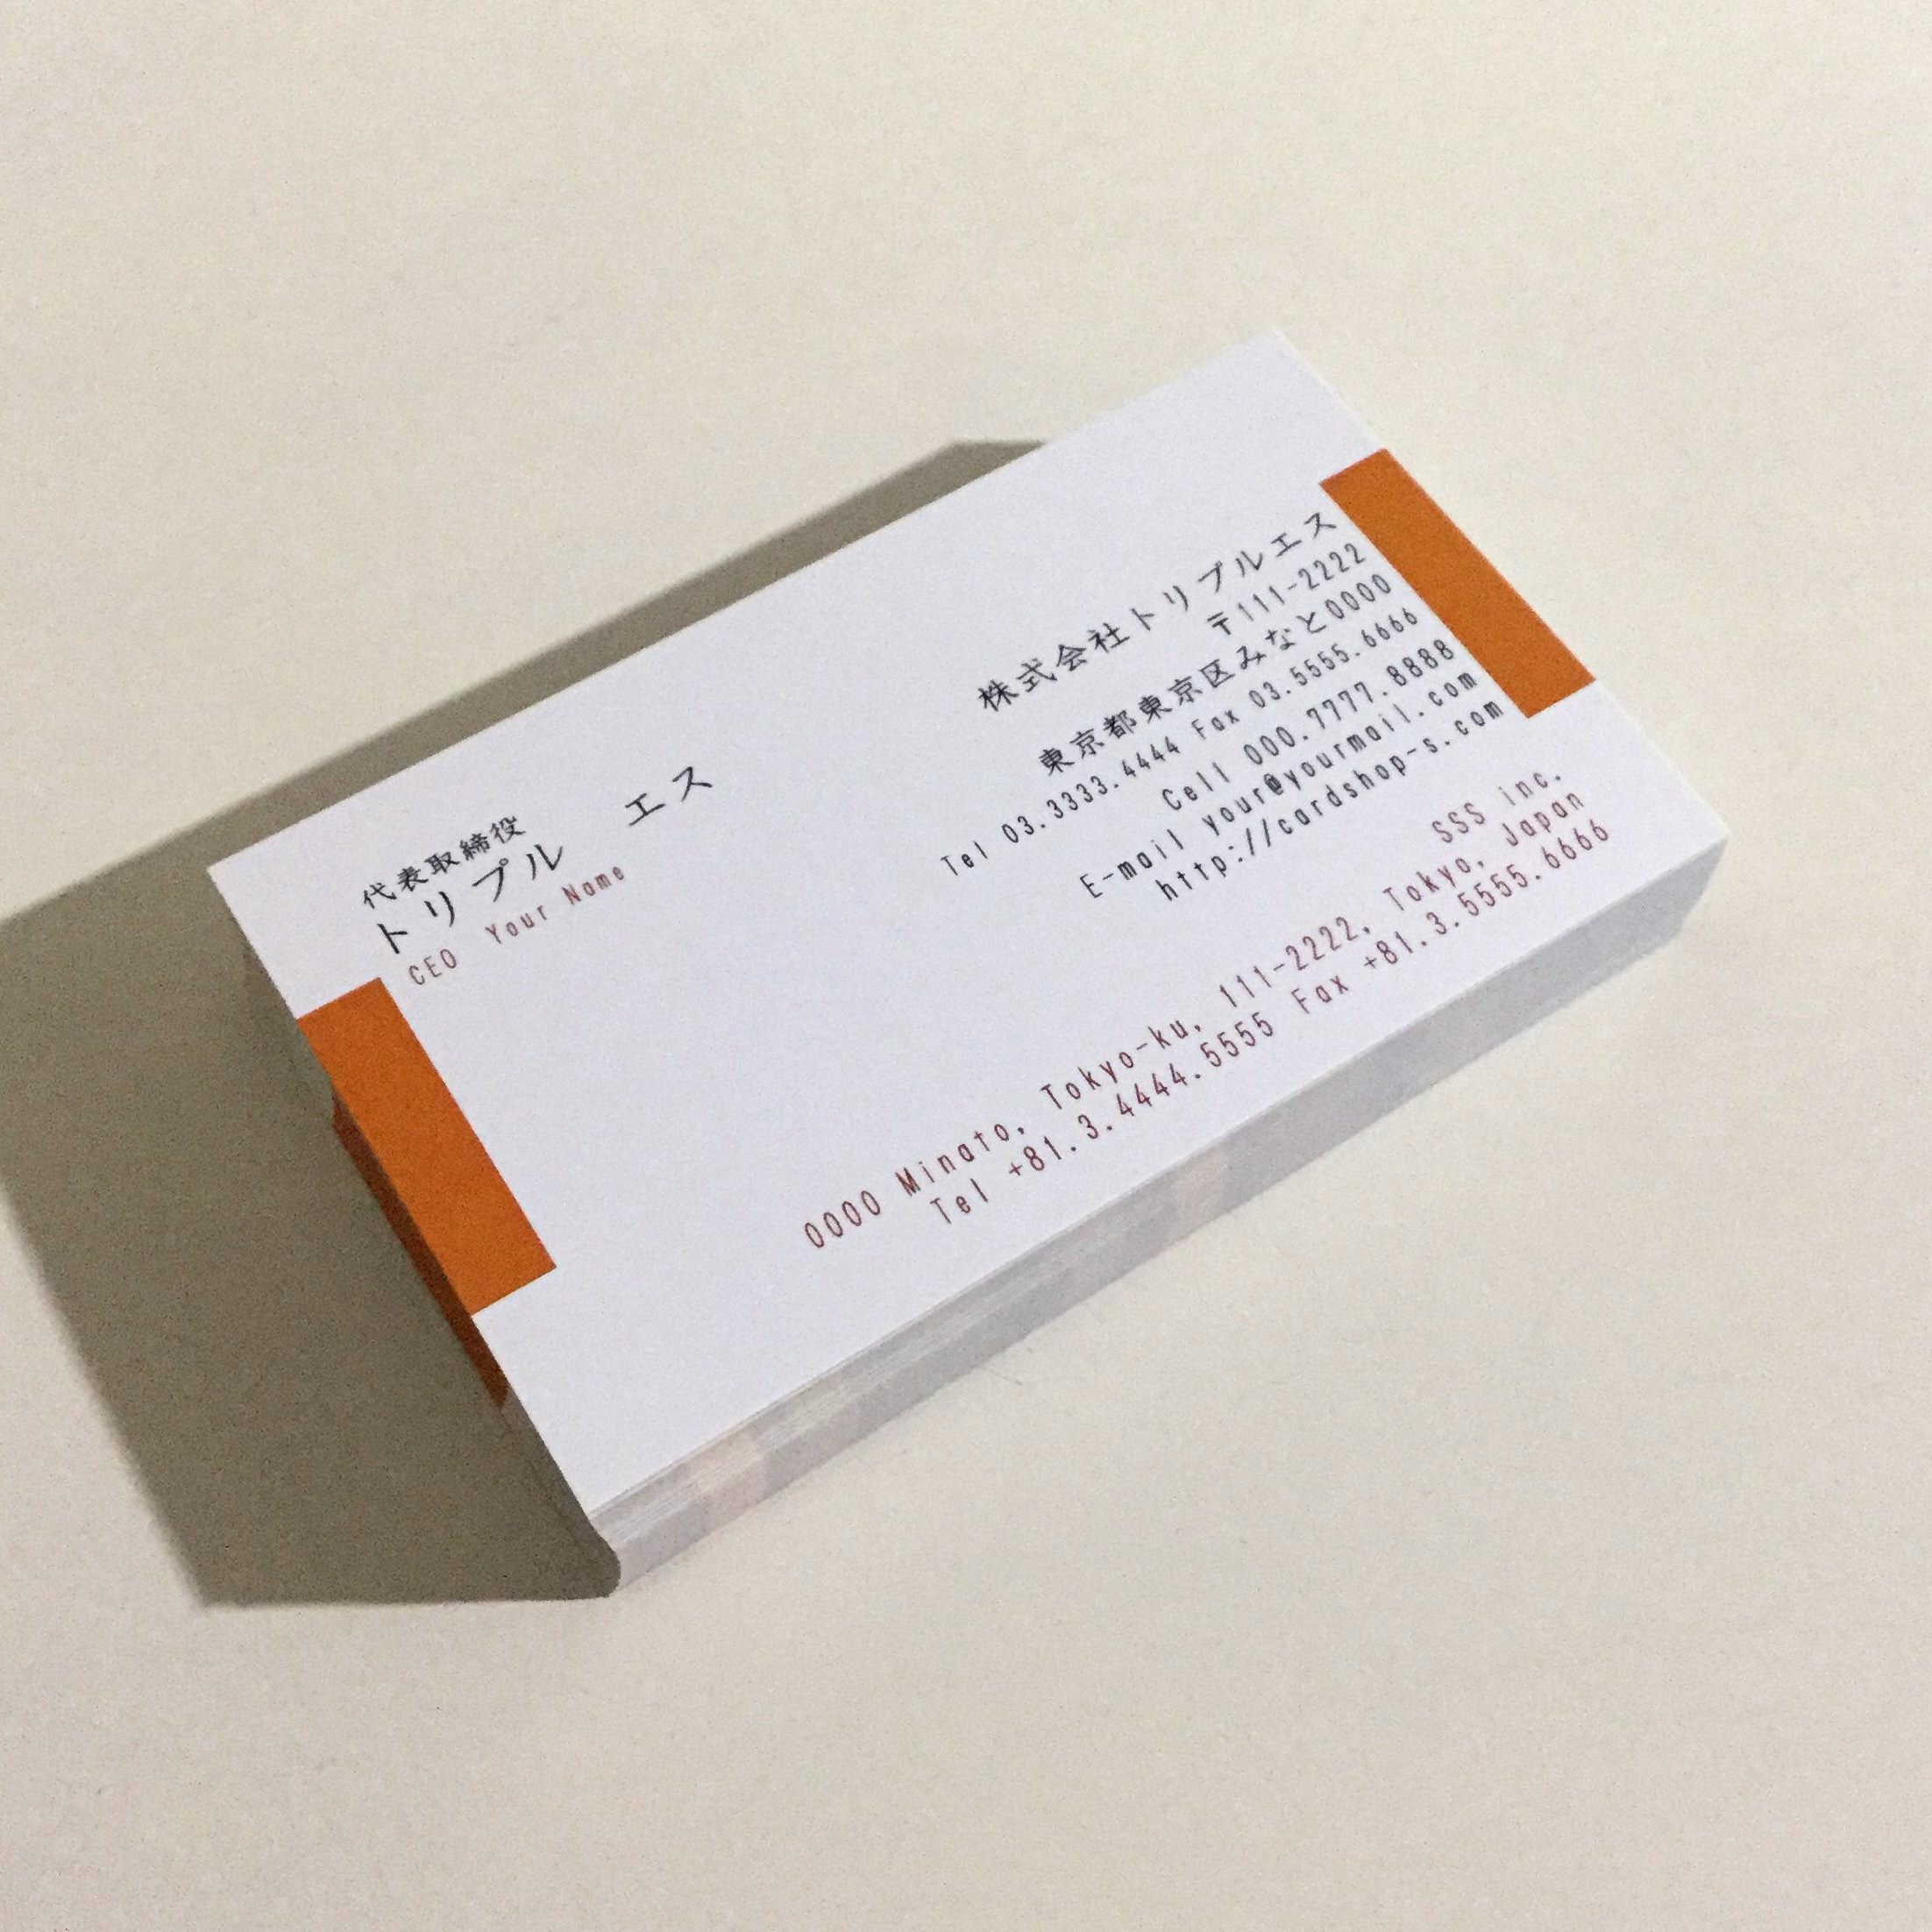 代表取締役
トリプル　エス
CEO　Your Name
株式会社トリプルエス
〒111-2222
東京都東京区みなと0000
Tel 03.3333.4444 Fax 03.5555.6666
Cell 000.7777.8888
E-mail your@yourmail.com
http://cardshop-s.com
SSS inc.
0000 Minato, Tokyo-ku, 111-2222, Tokyo, Japan
Tel +81.3.4444.5555 Fax +81.3.5555.6666